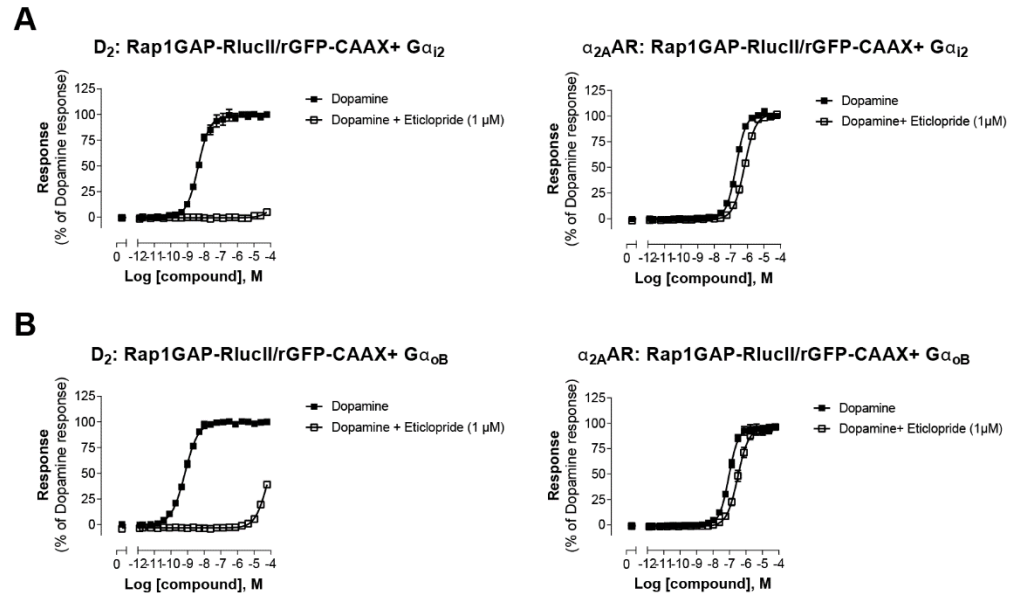 A
D₂: Rap1GAP-RlucII/rGFP-CAAX+ Gαi2
Response
(% of Dopamine response)
125
100
75
50
25
0
0 -12 -11 -10 -9 -8 -7 -6 -5 -4
Log [compound], M
Dopamine
Dopamine + Eticlopride (1 µM)
α2AAR: Rap1GAP-RlucII/rGFP-CAAX+ Gαi2
Response
(% of Dopamine response)
125
100
75
50
25
0
0 -12-11 -10 -9 -8 -7 -6 -5 -4
Log [compound], M
Dopamine
Dopamine+ Eticlopride (1µM)
B
D₂: Rap1GAP-RlucII/rGFP-CAAX+ GαoB
Response
(% of Dopamine response)
125
100
75
50
25
0
0 -12 -11 -10 -9 -8 -7 -6 -5 -4
Log [compound], M
Dopamine
Dopamine + Eticlopride (1 µM)
α2AAR: Rap1GAP-RlucII/rGFP-CAAX+ GαoB
Response
(% of Dopamine response)
125
100
75
50
25
0
0 -12-11 -10 -9 -8 -7 -6 -5 -4
Log [compound], M
Dopamine
Dopamine+ Eticlopride (1µM)